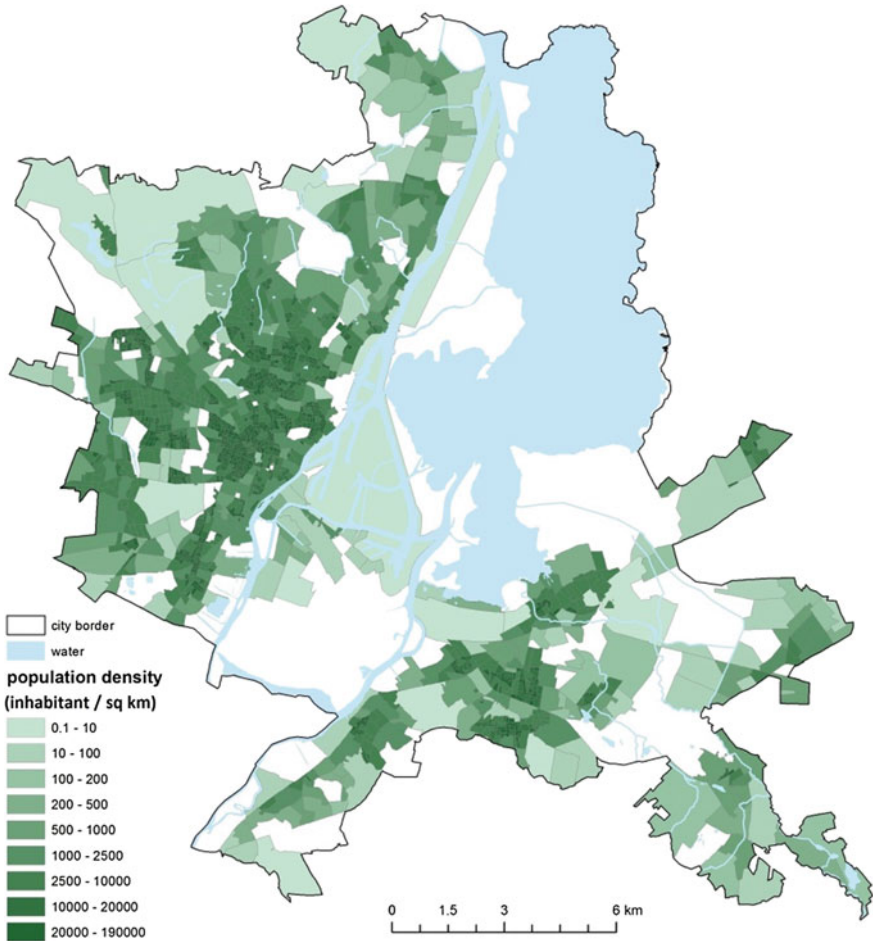 city border
water
population density
(inhabitant / sq km)
0.1 - 10
10 - 100
100 - 200
200 - 500
500 - 1000
1000 - 2500
2500 - 10000
10000 - 20000
20000 - 190000
0 1.5 3 6 km